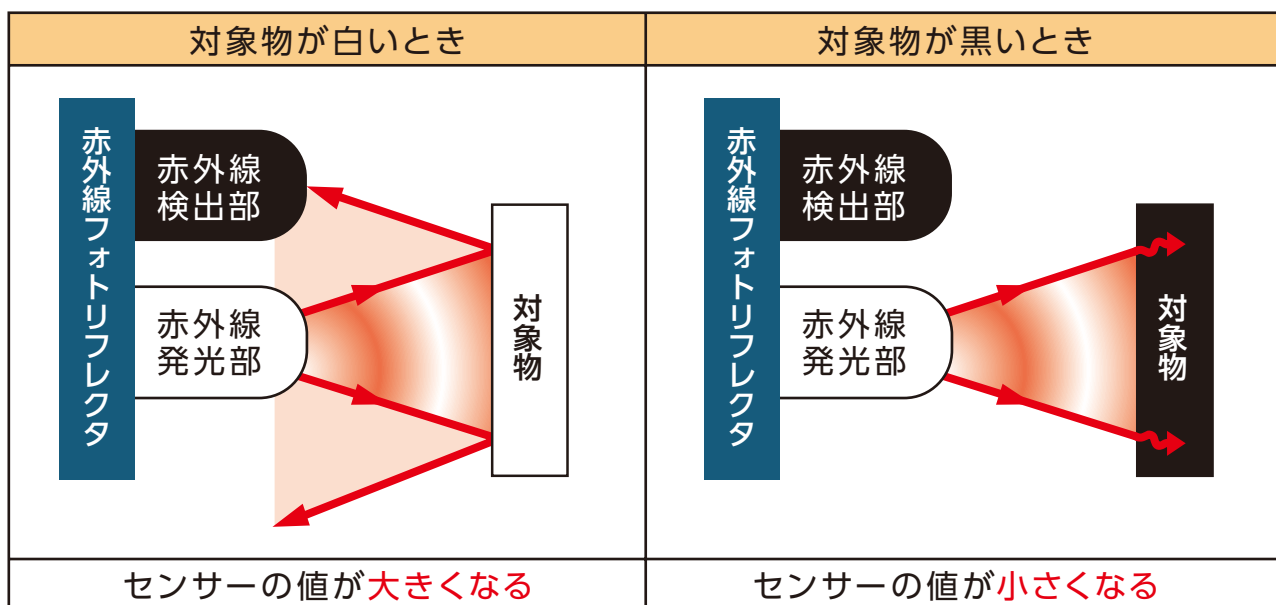 対象物が白いとき
対象物が黒いとき
赤外線フォトリフレクタ
赤外線
検出部
赤外線
発光部
対象物
赤外線フォトリフレクタ
赤外線
検出部
赤外線
発光部
対象物
センサーの値が大きくなる
センサーの値が小さくなる